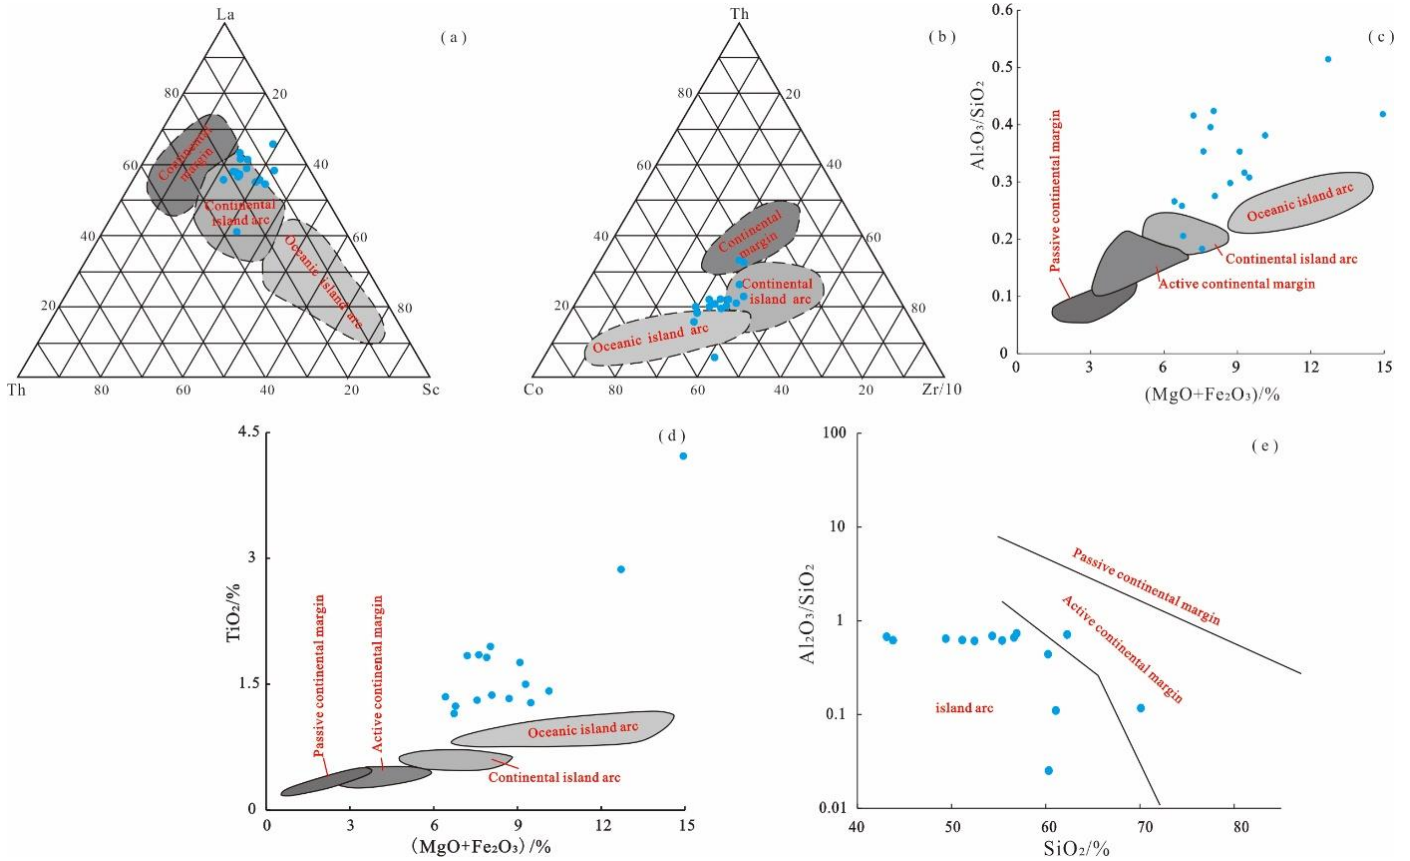 La
( a )
80
20
Continental
margin
60
40
Continental
island arc
40
60
Oceanic island arc
20
80
Th
80
60
40
20
Sc
Th
( b )
80
20
60
40
Continental
margin
40
60
Continental
island arc
20
80
Oceanic island arc
Co
80
60
40
20
Zr/10
( c )
Al₂O₃/SiO₂
0.6
0.5
0.4
0.3
0.2
0.1
0
Passive continental margin
Oceanic island arc
Continental island arc
Active continental margin
0
3
6
9
12
15
(MgO+Fe₂O₃)/%
( d )
TiO₂/%
4.5
3
1.5
0
Passive continental margin
Active continental margin
Oceanic island arc
Continental island arc
0
3
6
9
12
15
(MgO+Fe₂O₃)/%
( e )
Al₂O₃/SiO₂
100
10
1
0.1
0.01
Passive continental margin
Active continental margin
island arc
40
50
60
70
80
SiO₂/%